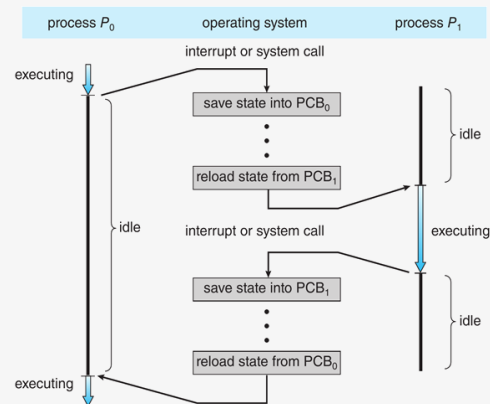 process P₀ operating system process P₁
interrupt or system call
executing
save state into PCB₀
idle
reload state from PCB₁
idle
interrupt or system call
executing
save state into PCB₁
idle
reload state from PCB₀
executing